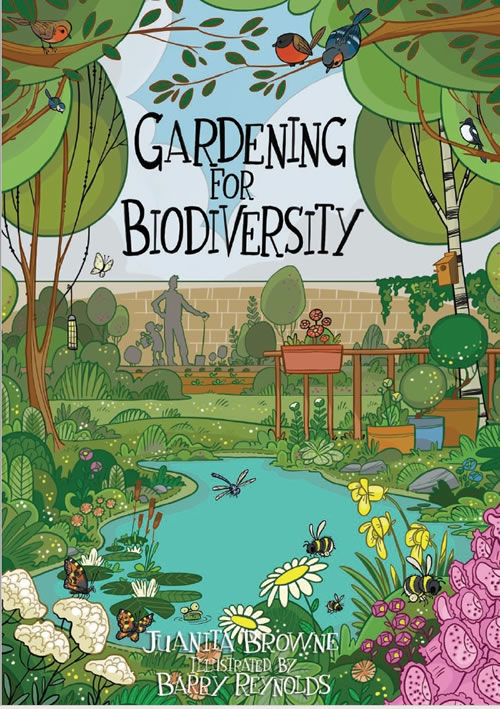 GARDENING
FOR
BIODIVERSITY
JUANITA BROWNE
ILLUSTRATED BY
BARRY REYNOLDS